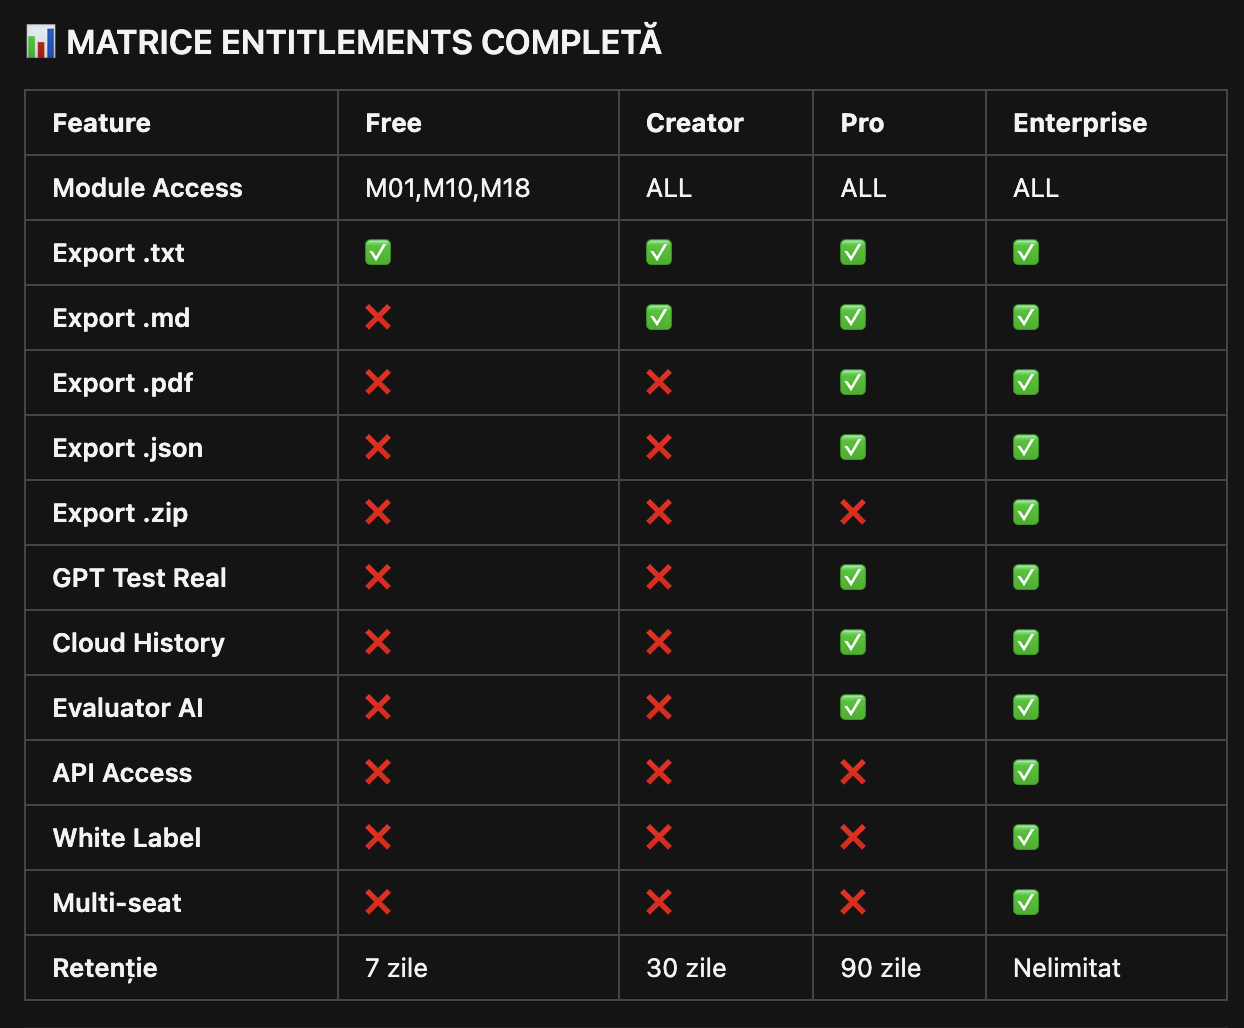 📊 MATRICE ENTITLEMENTS COMPLETĂ
Feature Free Creator Pro Enterprise
Module Access M01,M10,M18 ALL ALL ALL
Export .txt ✅ ✅ ✅ ✅
Export .md ❌ ✅ ✅ ✅
Export .pdf ❌ ❌ ✅ ✅
Export .json ❌ ❌ ✅ ✅
Export .zip ❌ ❌ ❌ ✅
GPT Test Real ❌ ❌ ✅ ✅
Cloud History ❌ ❌ ✅ ✅
Evaluator AI ❌ ❌ ✅ ✅
API Access ❌ ❌ ❌ ✅
White Label ❌ ❌ ❌ ✅
Multi-seat ❌ ❌ ❌ ✅
Retenție 7 zile 30 zile 90 zile Nelimitat